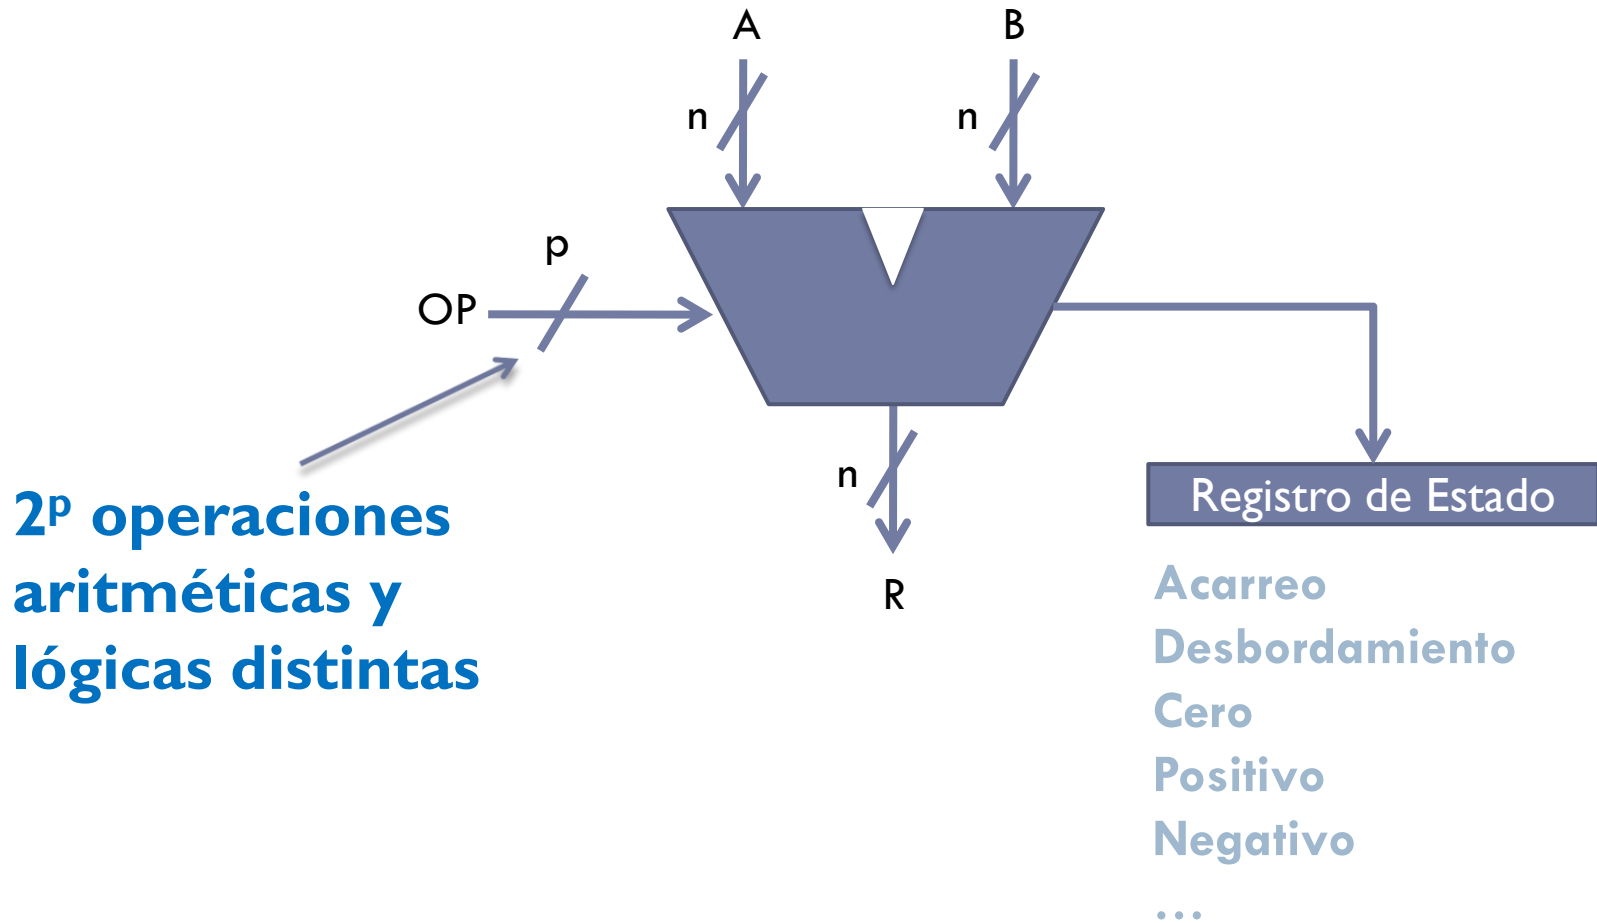 A
B
n
n
p
OP
n
R
2ᵖ operaciones
aritméticas y
lógicas distintas
Registro de Estado
Acarreo
Desbordamiento
Cero
Positivo
Negativo
...